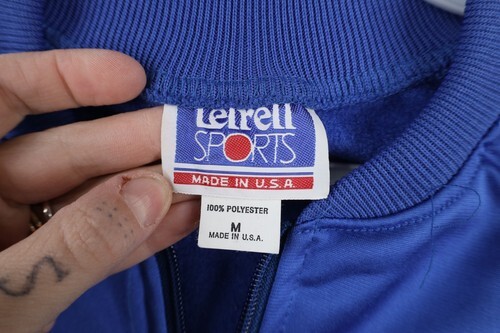 Letrell
SPORTS
MADE IN U.S.A.
100% POLYESTER
M
MADE IN U.S.A.
S